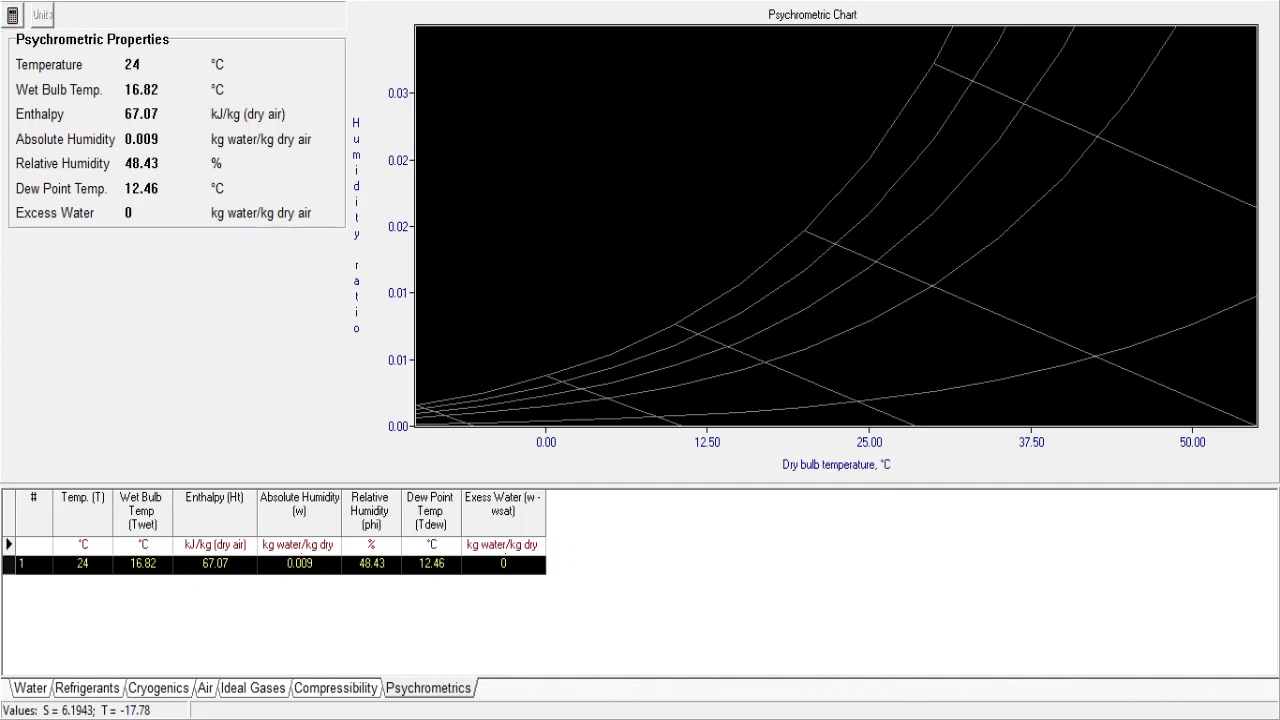 Units
Psychrometric Properties
Temperature 24 °C
Wet Bulb Temp. 16.82 °C
Enthalpy 67.07 kJ/kg (dry air)
Absolute Humidity 0.009 kg water/kg dry air
Relative Humidity 48.43 %
Dew Point Temp. 12.46 °C
Excess Water 0 kg water/kg dry air
Psychrometric Chart
Humidity ratio
0.03
0.02
0.02
0.01
0.01
0.00
0.00 12.50 25.00 37.50 50.00
Dry bulb temperature, °C
# Temp. (T) Wet Bulb Temp (Twet) Enthalpy (Ht) Absolute Humidity (w) Relative Humidity (phi) Dew Point Temp (Tdew) Exess Water (w - wsat)
°C °C kJ/kg (dry air) kg water/kg dry % °C kg water/kg dry
1 24 16.82 67.07 0.009 48.43 12.46 0
Water Refrigerants Cryogenics Air Ideal Gases Compressibility Psychrometrics
Values: S = 6.1943; T = -17.78